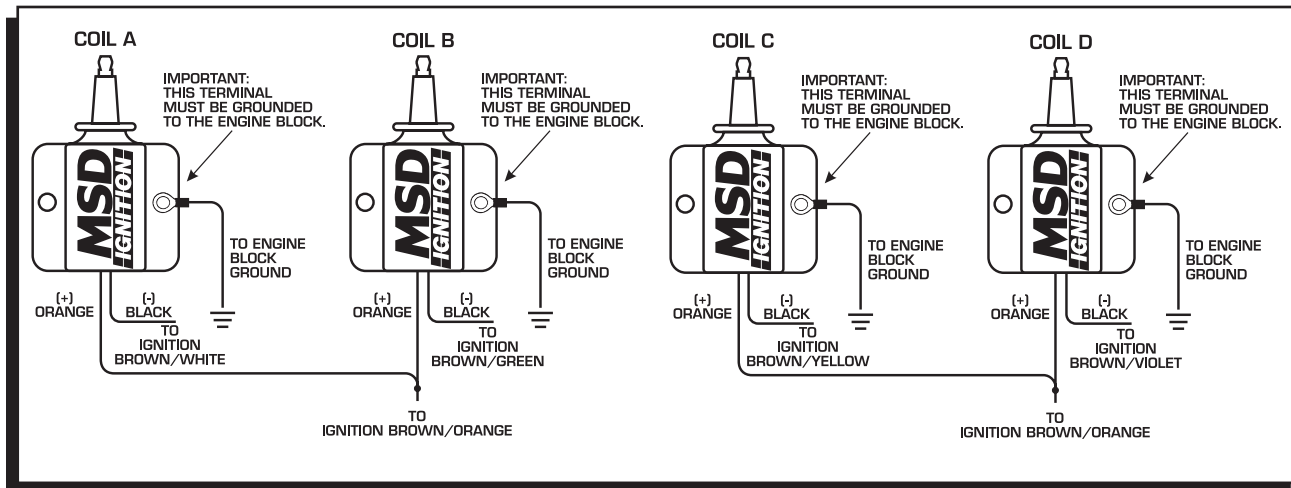 COIL A
IMPORTANT:
THIS TERMINAL
MUST BE GROUNDED
TO THE ENGINE BLOCK.
MSD
IGNITION
TO ENGINE
BLOCK
GROUND
(+)
ORANGE
(-)
BLACK
TO
IGNITION
BROWN/WHITE
COIL B
IMPORTANT:
THIS TERMINAL
MUST BE GROUNDED
TO THE ENGINE BLOCK.
MSD
IGNITION
TO ENGINE
BLOCK
GROUND
(+)
ORANGE
(-)
BLACK
TO
IGNITION
BROWN/GREEN
TO
IGNITION BROWN/ORANGE
COIL C
IMPORTANT:
THIS TERMINAL
MUST BE GROUNDED
TO THE ENGINE BLOCK.
MSD
IGNITION
TO ENGINE
BLOCK
GROUND
(+)
ORANGE
(-)
BLACK
TO
IGNITION
BROWN/YELLOW
COIL D
IMPORTANT:
THIS TERMINAL
MUST BE GROUNDED
TO THE ENGINE BLOCK.
MSD
IGNITION
TO ENGINE
BLOCK
GROUND
(+)
ORANGE
(-)
BLACK
TO
IGNITION
BROWN/VIOLET
TO
IGNITION BROWN/ORANGE